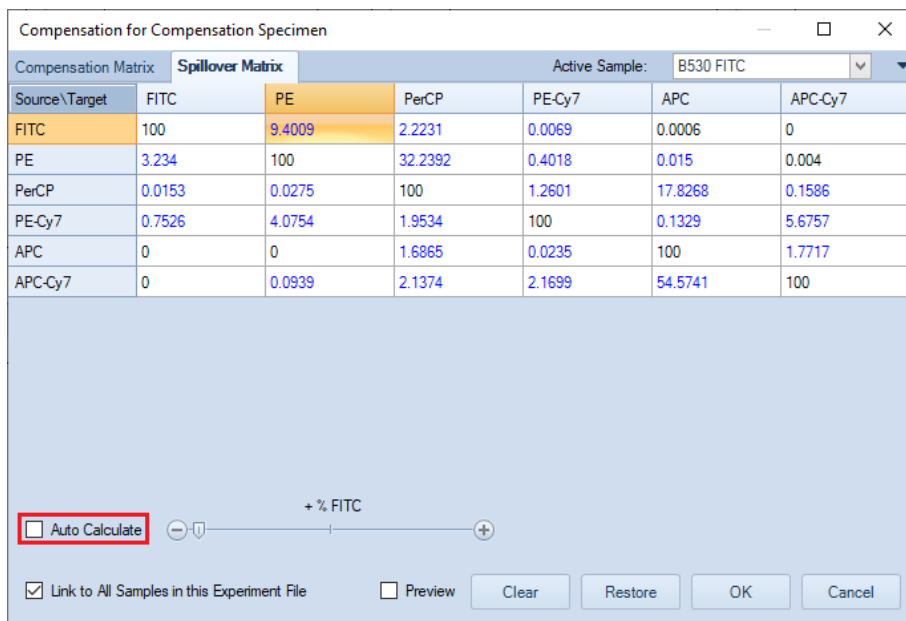 Compensation for Compensation Specimen
Compensation Matrix Spillover Matrix Active Sample: B530 FITC
Source\Target FITC PE PerCP PE-Cy7 APC APC-Cy7
FITC 100 9.4009 2.2231 0.0069 0.0006 0
PE 3.234 100 32.2392 0.4018 0.015 0.004
PerCP 0.0153 0.0275 100 1.2601 17.8268 0.1586
PE-Cy7 0.7526 4.0754 1.9534 100 0.1329 5.6757
APC 0 0 1.6865 0.0235 100 1.7717
APC-Cy7 0 0.0939 2.1374 2.1699 54.5741 100
+ % FITC
Auto Calculate
Link to All Samples in this Experiment File Preview Clear Restore OK Cancel